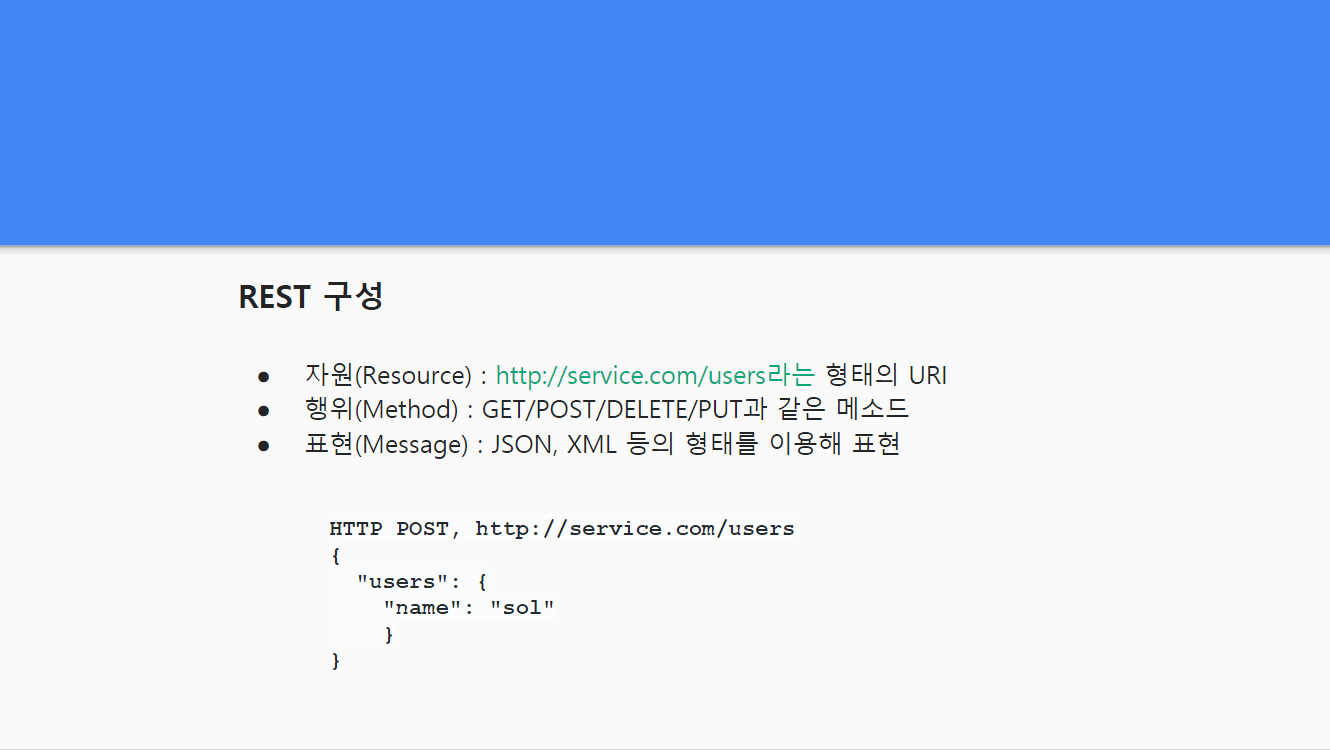 REST 구성
● 자원(Resource) : http://service.com/users라는 형태의 URI
● 행위(Method) : GET/POST/DELETE/PUT과 같은 메소드
● 표현(Message) : JSON, XML 등의 형태를 이용해 표현
HTTP POST, http://service.com/users
{
"users": {
"name": "sol"
}
}